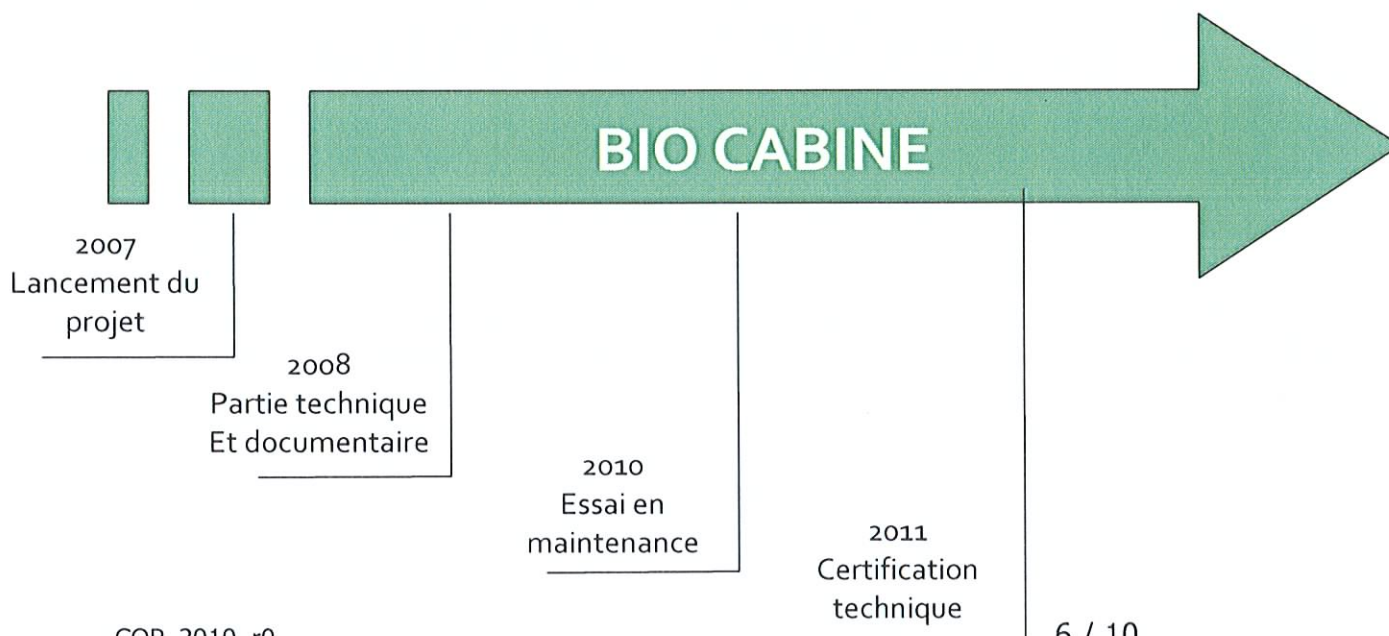 BIO CABINE
2007
Lancement du
projet
2008
Partie technique
Et documentaire
2010
Essai en
maintenance
2011
Certification
technique
COP_2010_r0
6 / 10